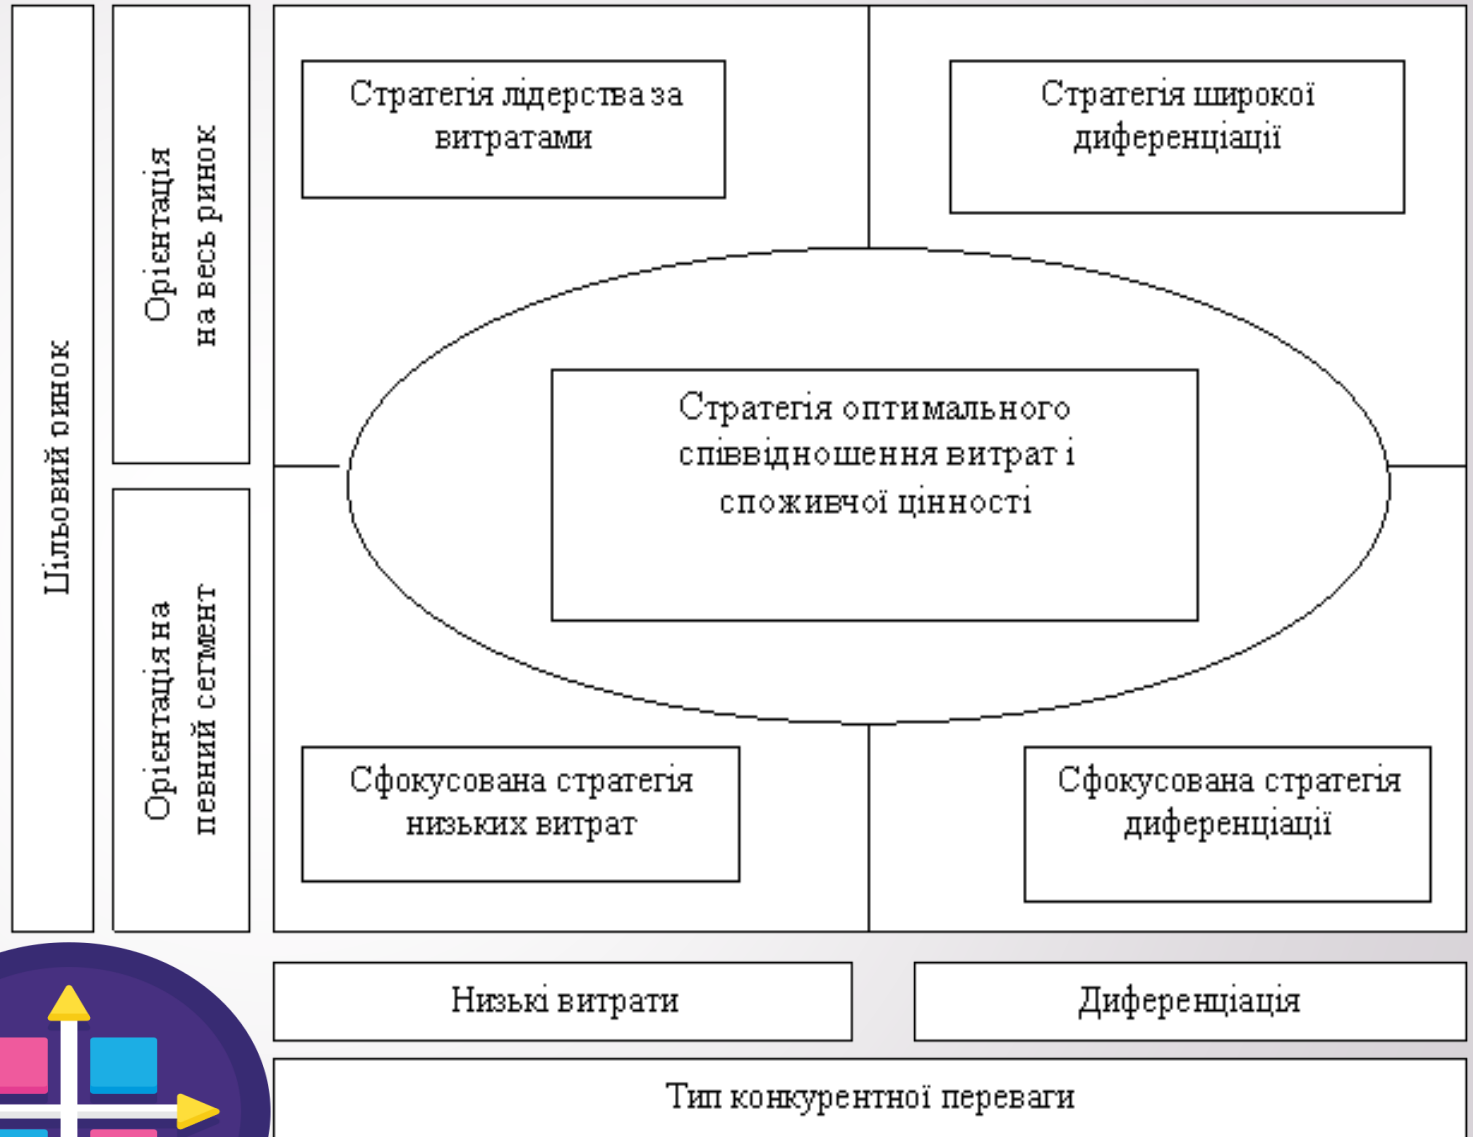 Цільовий ринок
Орієнтація
на весь ринок
Орієнтація на
певний сегмент
Стратегія лідерства за
витратами
Стратегія широкої
диференціації
Стратегія оптимального
співвідношення витрат і
споживчої цінності
Сфокусована стратегія
низьких витрат
Сфокусована стратегія
диференціації
Низькі витрати
Диференціація
Тип конкурентної переваги